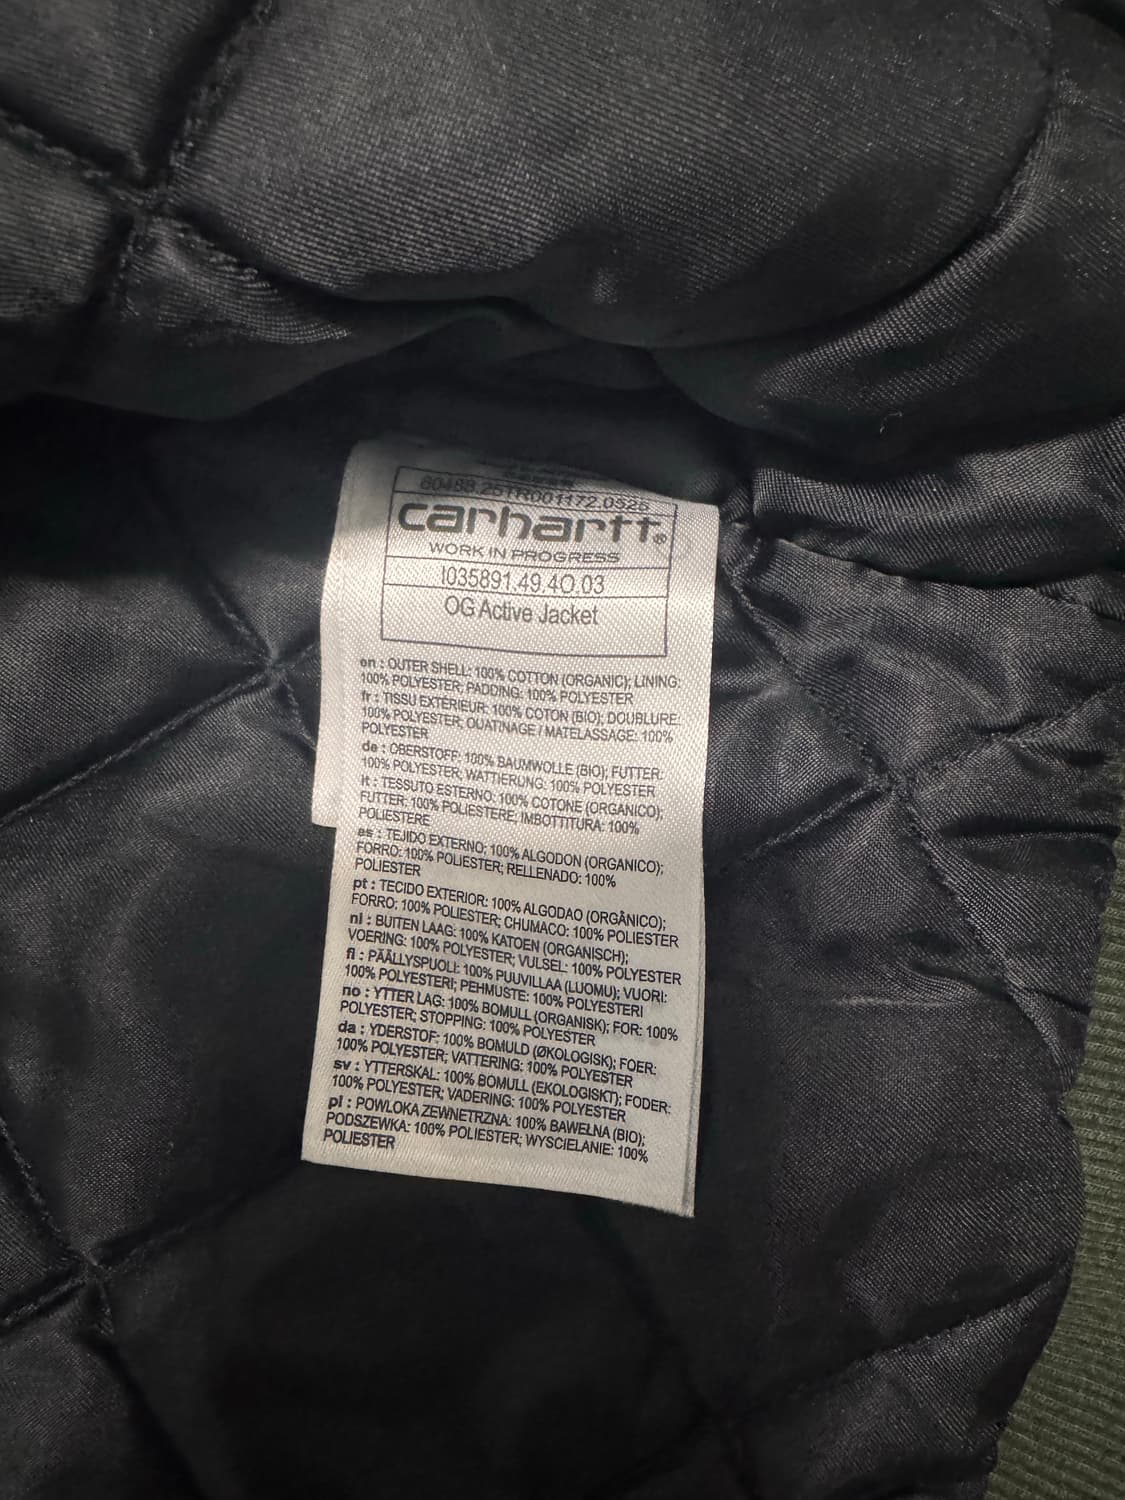 60488.25TR001172.0325
carhartt®
WORK IN PROGRESS
I035891.49.4O.03
OG Active Jacket
en : OUTER SHELL: 100% COTTON (ORGANIC); LINING:
100% POLYESTER; PADDING: 100% POLYESTER
fr : TISSU EXTERIEUR: 100% COTON (BIO); DOUBLURE:
100% POLYESTER; OUATINAGE / MATELASSAGE: 100%
POLYESTER
de : OBERSTOFF: 100% BAUMWOLLE (BIO); FUTTER:
100% POLYESTER; WATTIERUNG: 100% POLYESTER
it : TESSUTO ESTERNO: 100% COTONE (ORGANICO);
FUTTER: 100% POLIESTERE; IMBOTTITURA: 100%
POLIESTERE
es : TEJIDO EXTERNO: 100% ALGODON (ORGANICO);
FORRO: 100% POLIESTER; RELLENADO: 100%
POLIESTER
pt : TECIDO EXTERIOR: 100% ALGODAO (ORGÂNICO);
FORRO: 100% POLIESTER; CHUMACO: 100% POLIESTER
nl : BUITEN LAAG: 100% KATOEN (ORGANISCH);
VOERING: 100% POLYESTER; VULSEL: 100% POLYESTER
fi : PÄÄLLYSPUOLI: 100% PUUVILLAA (LUOMU); VUORI:
100% POLYESTERI; PEHMUSTE: 100% POLYESTERI
no : YTTER LAG: 100% BOMULL (ORGANISK); FOR: 100%
POLYESTER; STOPPING: 100% POLYESTER
da : YDERSTOF: 100% BOMULD (ØKOLOGISK); FOER:
100% POLYESTER; VATTERING: 100% POLYESTER
sv : YTTERSKAL: 100% BOMULL (EKOLOGISKT); FODER:
100% POLYESTER; VADERING: 100% POLYESTER
pl : POWLOKA ZEWNETRZNA: 100% BAWEŁNA (BIO);
PODSZEWKA: 100% POLIESTER; WYSCIELANIE: 100%
POLIESTER